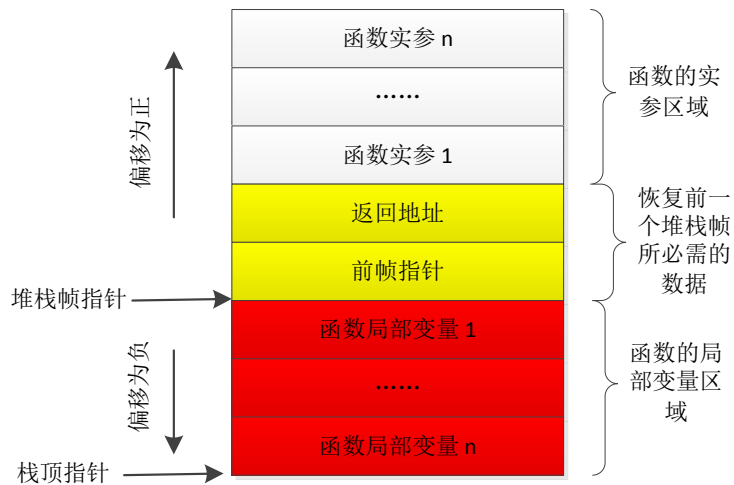 函数实参 n
……
函数实参 1
返回地址
前帧指针
函数局部变量 1
……
函数局部变量 n
偏移为正
堆栈帧指针
偏移为负
栈顶指针
函数的实
参区域
恢复前一
个堆栈帧
所必需的
数据
函数的局
部变量区
域